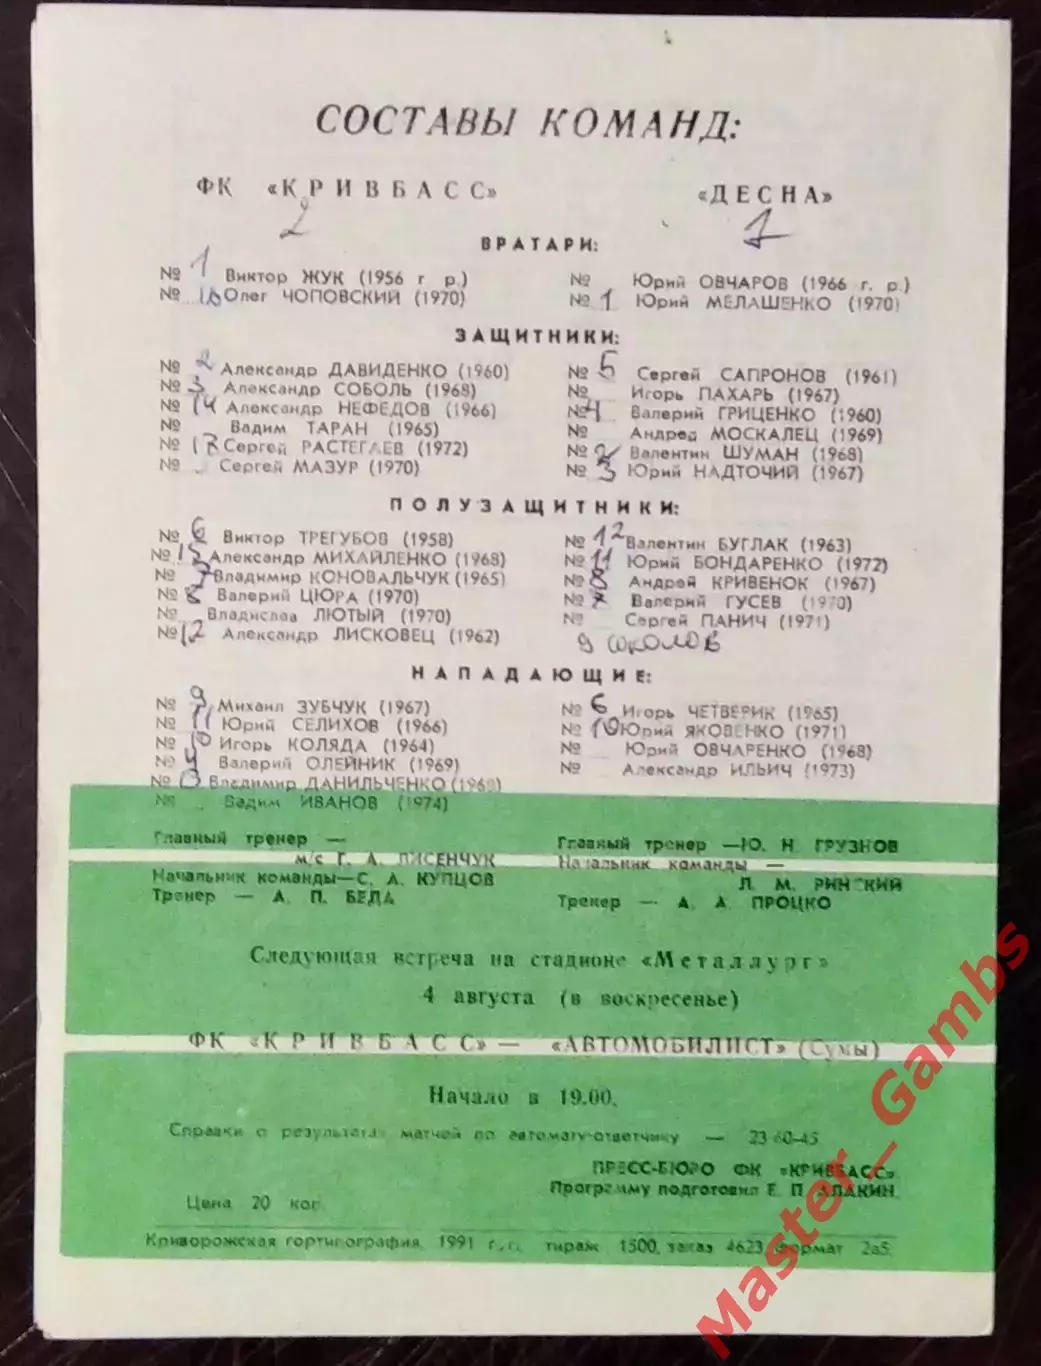 СОСТАВЫ КОМАНД:
ФК «КРИВБАСС» «ДЕСНА»
2 1
ВРАТАРИ:
№ 1 Виктор ЖУК (1956 г р.)
№ Олег ЧОПОВСКИЙ (1970)
№ Юрий ОВЧАРОВ (1966 г. р.)
№ 1 Юрий МЕЛАШЕНКО (1970)
ЗАЩИТНИКИ:
№ 2 Александр ДАВИДЕНКО (1960)
№ 3 Александр СОБОЛЬ (1968)
№ 14 Александр НЕФЕДОВ (1966)
№ Вадим ТАРАН (1965)
№ 13 Сергей РАСТЕГАЕВ (1972)
№ Сергей МАЗУР (1970)
№ 5 Сергей САПРОНОВ (1961)
№ Игорь ПАХАРЬ (1967)
№ 4 Валерий ГРИЦЕНКО (1960)
№ Андрей МОСКАЛЕЦ (1969)
№ 2 Валентин ШУМАН (1968)
№ 3 Юрий НАДТОЧИЙ (1967)
ПОЛУЗАЩИТНИКИ:
№ 6 Виктор ТРЕГУБОВ (1958)
№ 15 Александр МИХАЙЛЕНКО (1968)
№ 7 Владимир КОНОВАЛЬЧУК (1965)
№ 8 Валерий ЦЮРА (1970)
№ Владислав ЛЮТЫЙ (1970)
№ 12 Александр ЛИСКОВЕЦ (1962)
№ 12 Валентин БУГЛАК (1963)
№ 11 Юрий БОНДАРЕНКО (1972)
№ 8 Андрей КРИВЕНОК (1967)
№ 7 Валерий ГУСЕВ (1970)
№ Сергей ПАНИЧ (1971)
9 СОКОЛОВ
НАПАДАЮЩИЕ:
№ 9 Михаил ЗУБЧУК (1967)
№ 11 Юрий СЕЛИХОВ (1966)
№ 10 Игорь КОЛЯДА (1964)
№ 4 Валерий ОЛЕЙНИК (1969)
№ Владимир ДАНИЛЬЧЕНКО
№ Вадим ИВАНОВ (1974)
№ 6 Игорь ЧЕТВЕРИК (1965)
№ 10 Юрий ЯКОВЕНКО (1971)
№ Юрий ОВЧАРЕНКО (1968)
№ Александр ИЛЬИЧ (1973)
Главный тренер —
м/с Г. А. ЛИСЕНЧУК
Начальник команды—С. А. КУПЦОВ
Тренер — А. П. БЕДА
Главный тренер —Ю. Н ГРУЗНОВ
Начальник команды —
Л. М. РИНСКИЙ
Тренер — А. А. ПРОЦКО
Следующая встреча на стадионе «Металлург»
4 августа (в воскресенье)
ФК «КРИВБАСС» — «АВТОМОБИЛИСТ» (Сумы)
Начало в 19.00.
Справки о результатах матчей по автомату-ответчику — 23-60-45
ПРЕСС-БЮРО ФК «КРИВБАСС».
Программу подготовил Е. П. АЛАКИН.
Цена 20 коп.
Криворожская гортипография, 1991 г., тираж 1500, заказ 4623 формат 2а5.
Master_Gambs